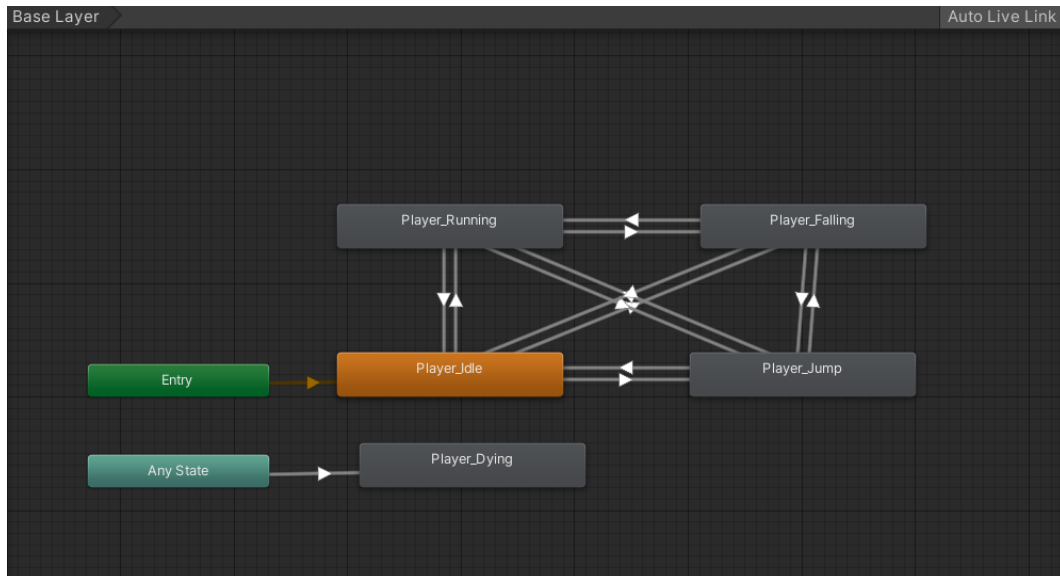 Base Layer
Auto Live Link
Player_Running
Player_Falling
Player_Idle
Player_Jump
Entry
Player_Dying
Any State